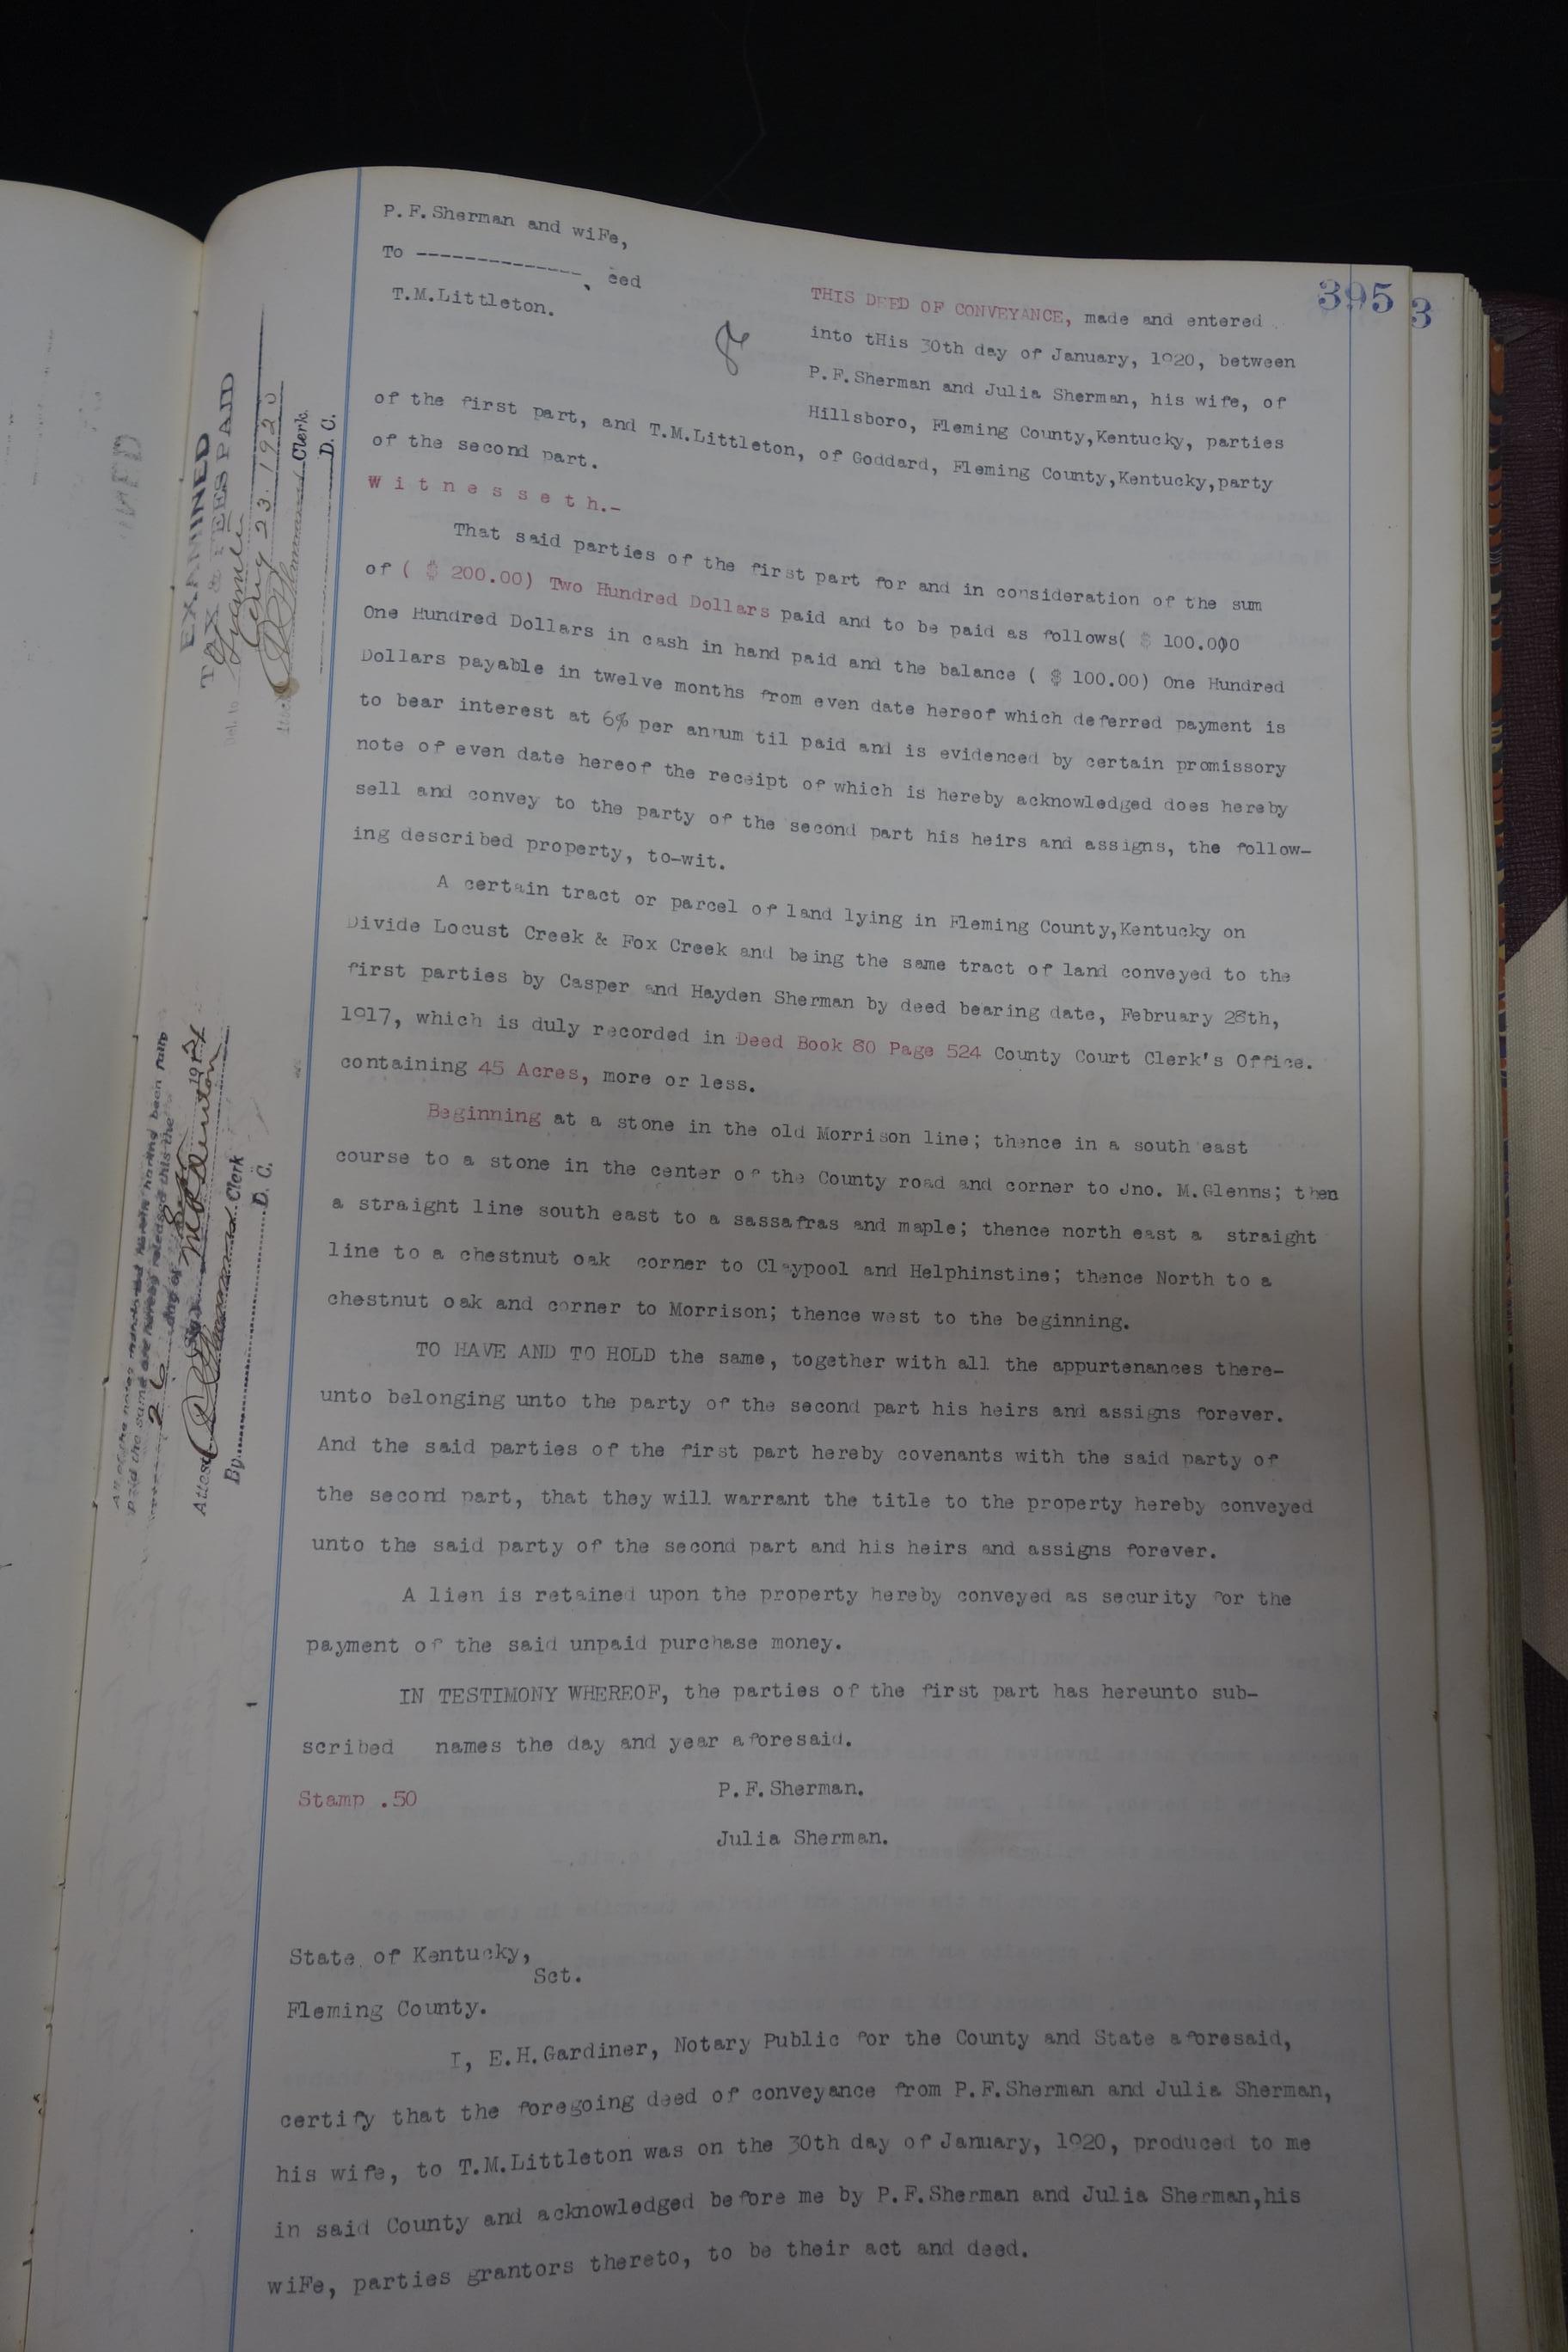 395
3
P.F.Sherman and wiFe,
To -------------- eed
T.M.Littleton.
THIS DEED OF CONVEYANCE, made and entered
into tHis 30th day of January, 1920, between
P.F.Sherman and Julia Sherman, his wife, of
Hillsboro, Fleming County,Kentucky, parties
of the first part, and T.M.Littleton, of Goddard, Fleming County,Kentucky,party
of the second part.
W i t n e s s e t h.-
That said parties of the first part for and in consideration of the sum
of ( $ 200.00) Two Hundred Dollars paid and to be paid as follows( $ 100.000
One Hundred Dollars in cash in hand paid and the balance ( $ 100.00) One Hundred
Dollars payable in twelve months from even date hereof which deferred payment is
to bear interest at 6% per annum til paid and is evidenced by certain promissory
note of even date hereof the receipt of which is hereby acknowledged does hereby
sell and convey to the party of the second part his heirs and assigns, the follow-
ing described property, to-wit.
A certain tract or parcel of land lying in Fleming County,Kentucky on
Divide Locust Creek & Fox Creek and being the same tract of land conveyed to the
first parties by Casper and Hayden Sherman by deed bearing date, February 28th,
1917, which is duly recorded in Deed Book 80 Page 524 County Court Clerk's Office.
containing 45 Acres, more or less.
Beginning at a stone in the old Morrison line; thence in a south east
course to a stone in the center of the County road and corner to Jno. M.Glenns; then
a straight line south east to a sassafras and maple; thence north east a straight
line to a chestnut oak corner to Claypool and Helphinstine; thence North to a
chestnut oak and corner to Morrison; thence west to the beginning.
TO HAVE AND TO HOLD the same, together with all the appurtenances there-
unto belonging unto the party of the second part his heirs and assigns forever.
And the said parties of the first part hereby covenants with the said party of
the second part, that they will warrant the title to the property hereby conveyed
unto the said party of the second part and his heirs and assigns forever.
A lien is retained upon the property hereby conveyed as security for the
payment of the said unpaid purchase money.
IN TESTIMONY WHEREOF, the parties of the first part has hereunto sub-
scribed names the day and year aforesaid.
Stamp .50
P.F.Sherman.
Julia Sherman.
State of Kentucky,
Sct.
Fleming County.
I, E.H.Gardiner, Notary Public for the County and State aforesaid,
certify that the foregoing deed of conveyance from P.F.Sherman and Julia Sherman,
his wife, to T.M.Littleton was on the 30th day of January, 1920, produced to me
in said County and acknowledged before me by P.F.Sherman and Julia Sherman,his
wiFe, parties grantors thereto, to be their act and deed.
EXAMINED
TAX & FEES PAID
Grantee
Aug 23. 1920
Clerk.
D. C.
been fully
released this the
26 day of
Clerk
By D. C.